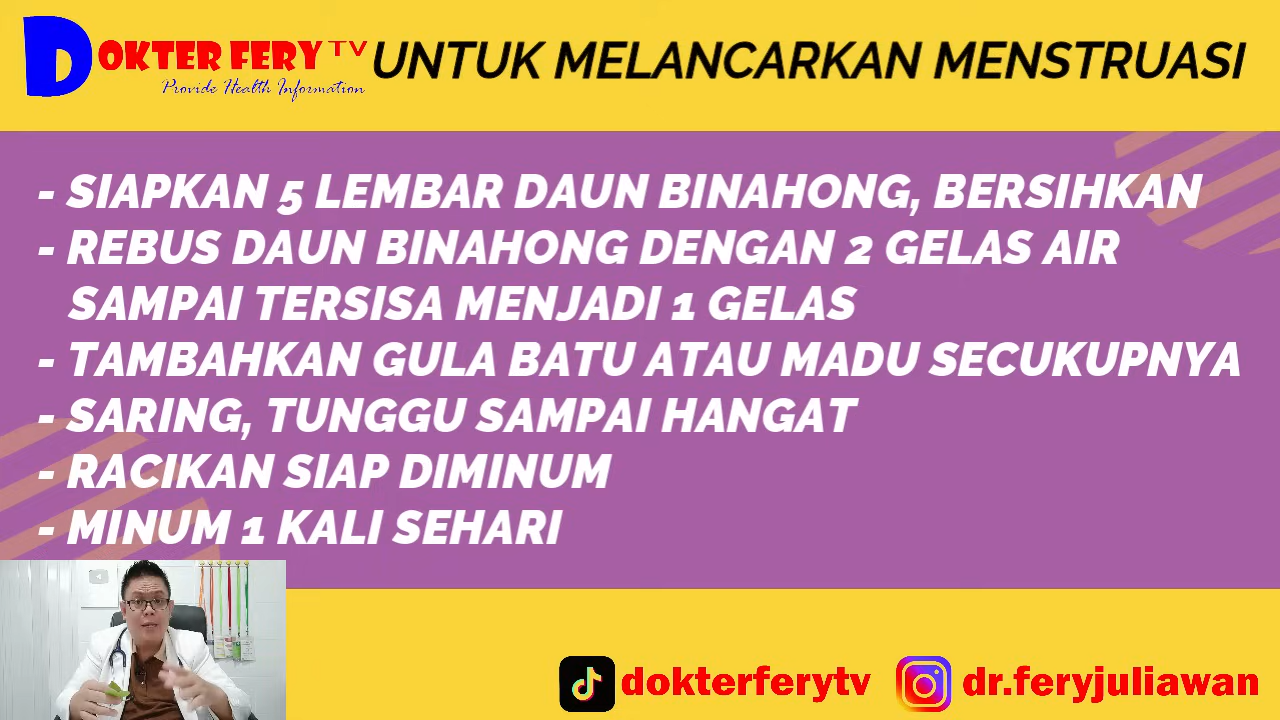 DOKTER FERY TV
Provide Health Information
UNTUK MELANCARKAN MENSTRUASI
- SIAPKAN 5 LEMBAR DAUN BINAHONG, BERSIHKAN
- REBUS DAUN BINAHONG DENGAN 2 GELAS AIR
SAMPAI TERSISA MENJADI 1 GELAS
- TAMBAHKAN GULA BATU ATAU MADU SECUKUPNYA
- SARING, TUNGGU SAMPAI HANGAT
- RACIKAN SIAP DIMINUM
- MINUM 1 KALI SEHARI
dokterferytv
dr.feryjuliawan